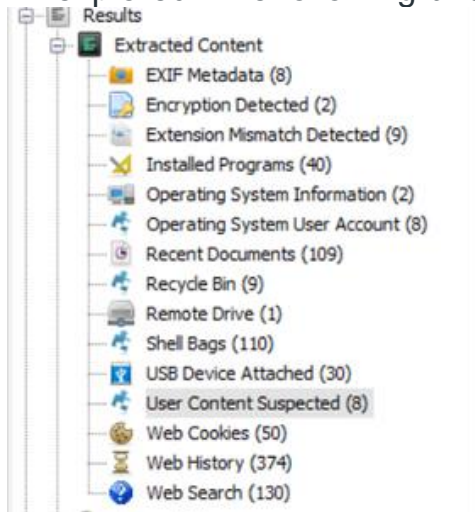 Results
Extracted Content
EXIF Metadata (8)
Encryption Detected (2)
Extension Mismatch Detected (9)
Installed Programs (40)
Operating System Information (2)
Operating System User Account (8)
Recent Documents (109)
Recycle Bin (9)
Remote Drive (1)
Shell Bags (110)
USB Device Attached (30)
User Content Suspected (8)
Web Cookies (50)
Web History (374)
Web Search (130)